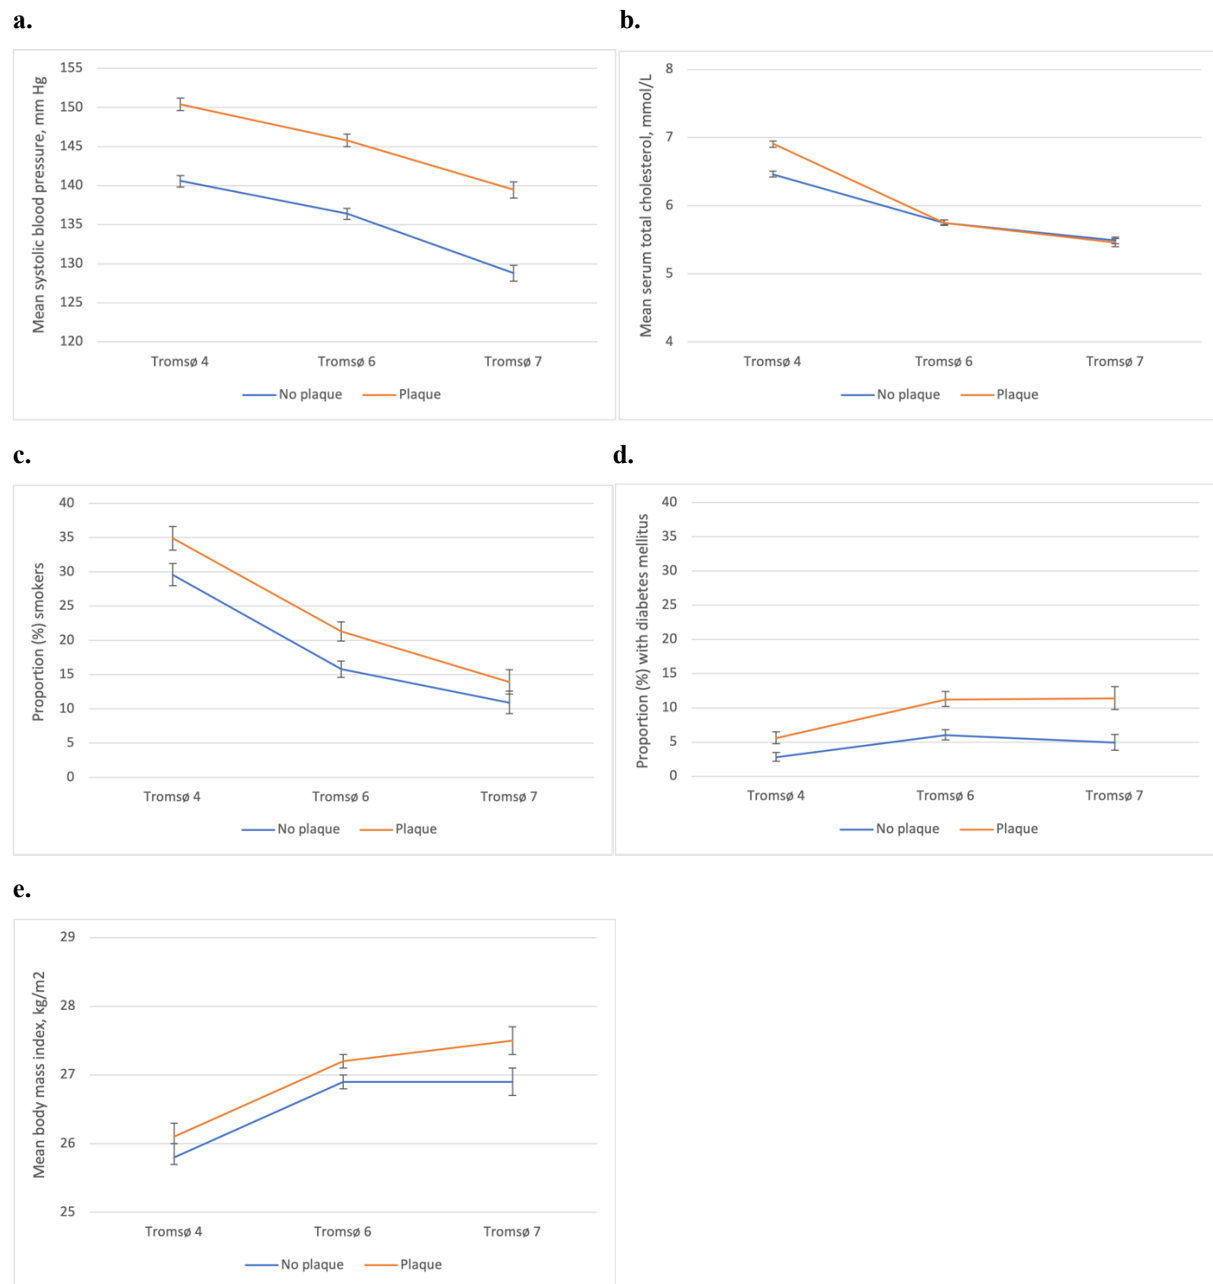 a.
Mean systolic blood pressure, mm Hg
155
150
145
140
135
130
125
120
Tromsø 4 Tromsø 6 Tromsø 7
No plaque Plaque
b.
Mean serum total cholesterol, mmol/L
8
7
6
5
4
Tromsø 4 Tromsø 6 Tromsø 7
No plaque Plaque
c.
Proportion (%) smokers
40
35
30
25
20
15
10
5
0
Tromsø 4 Tromsø 6 Tromsø 7
No plaque Plaque
d.
Proportion (%) with diabetes mellitus
40
35
30
25
20
15
10
5
0
Tromsø 4 Tromsø 6 Tromsø 7
No plaque Plaque
e.
Mean body mass index, kg/m2
29
28
27
26
25
Tromsø 4 Tromsø 6 Tromsø 7
No plaque Plaque